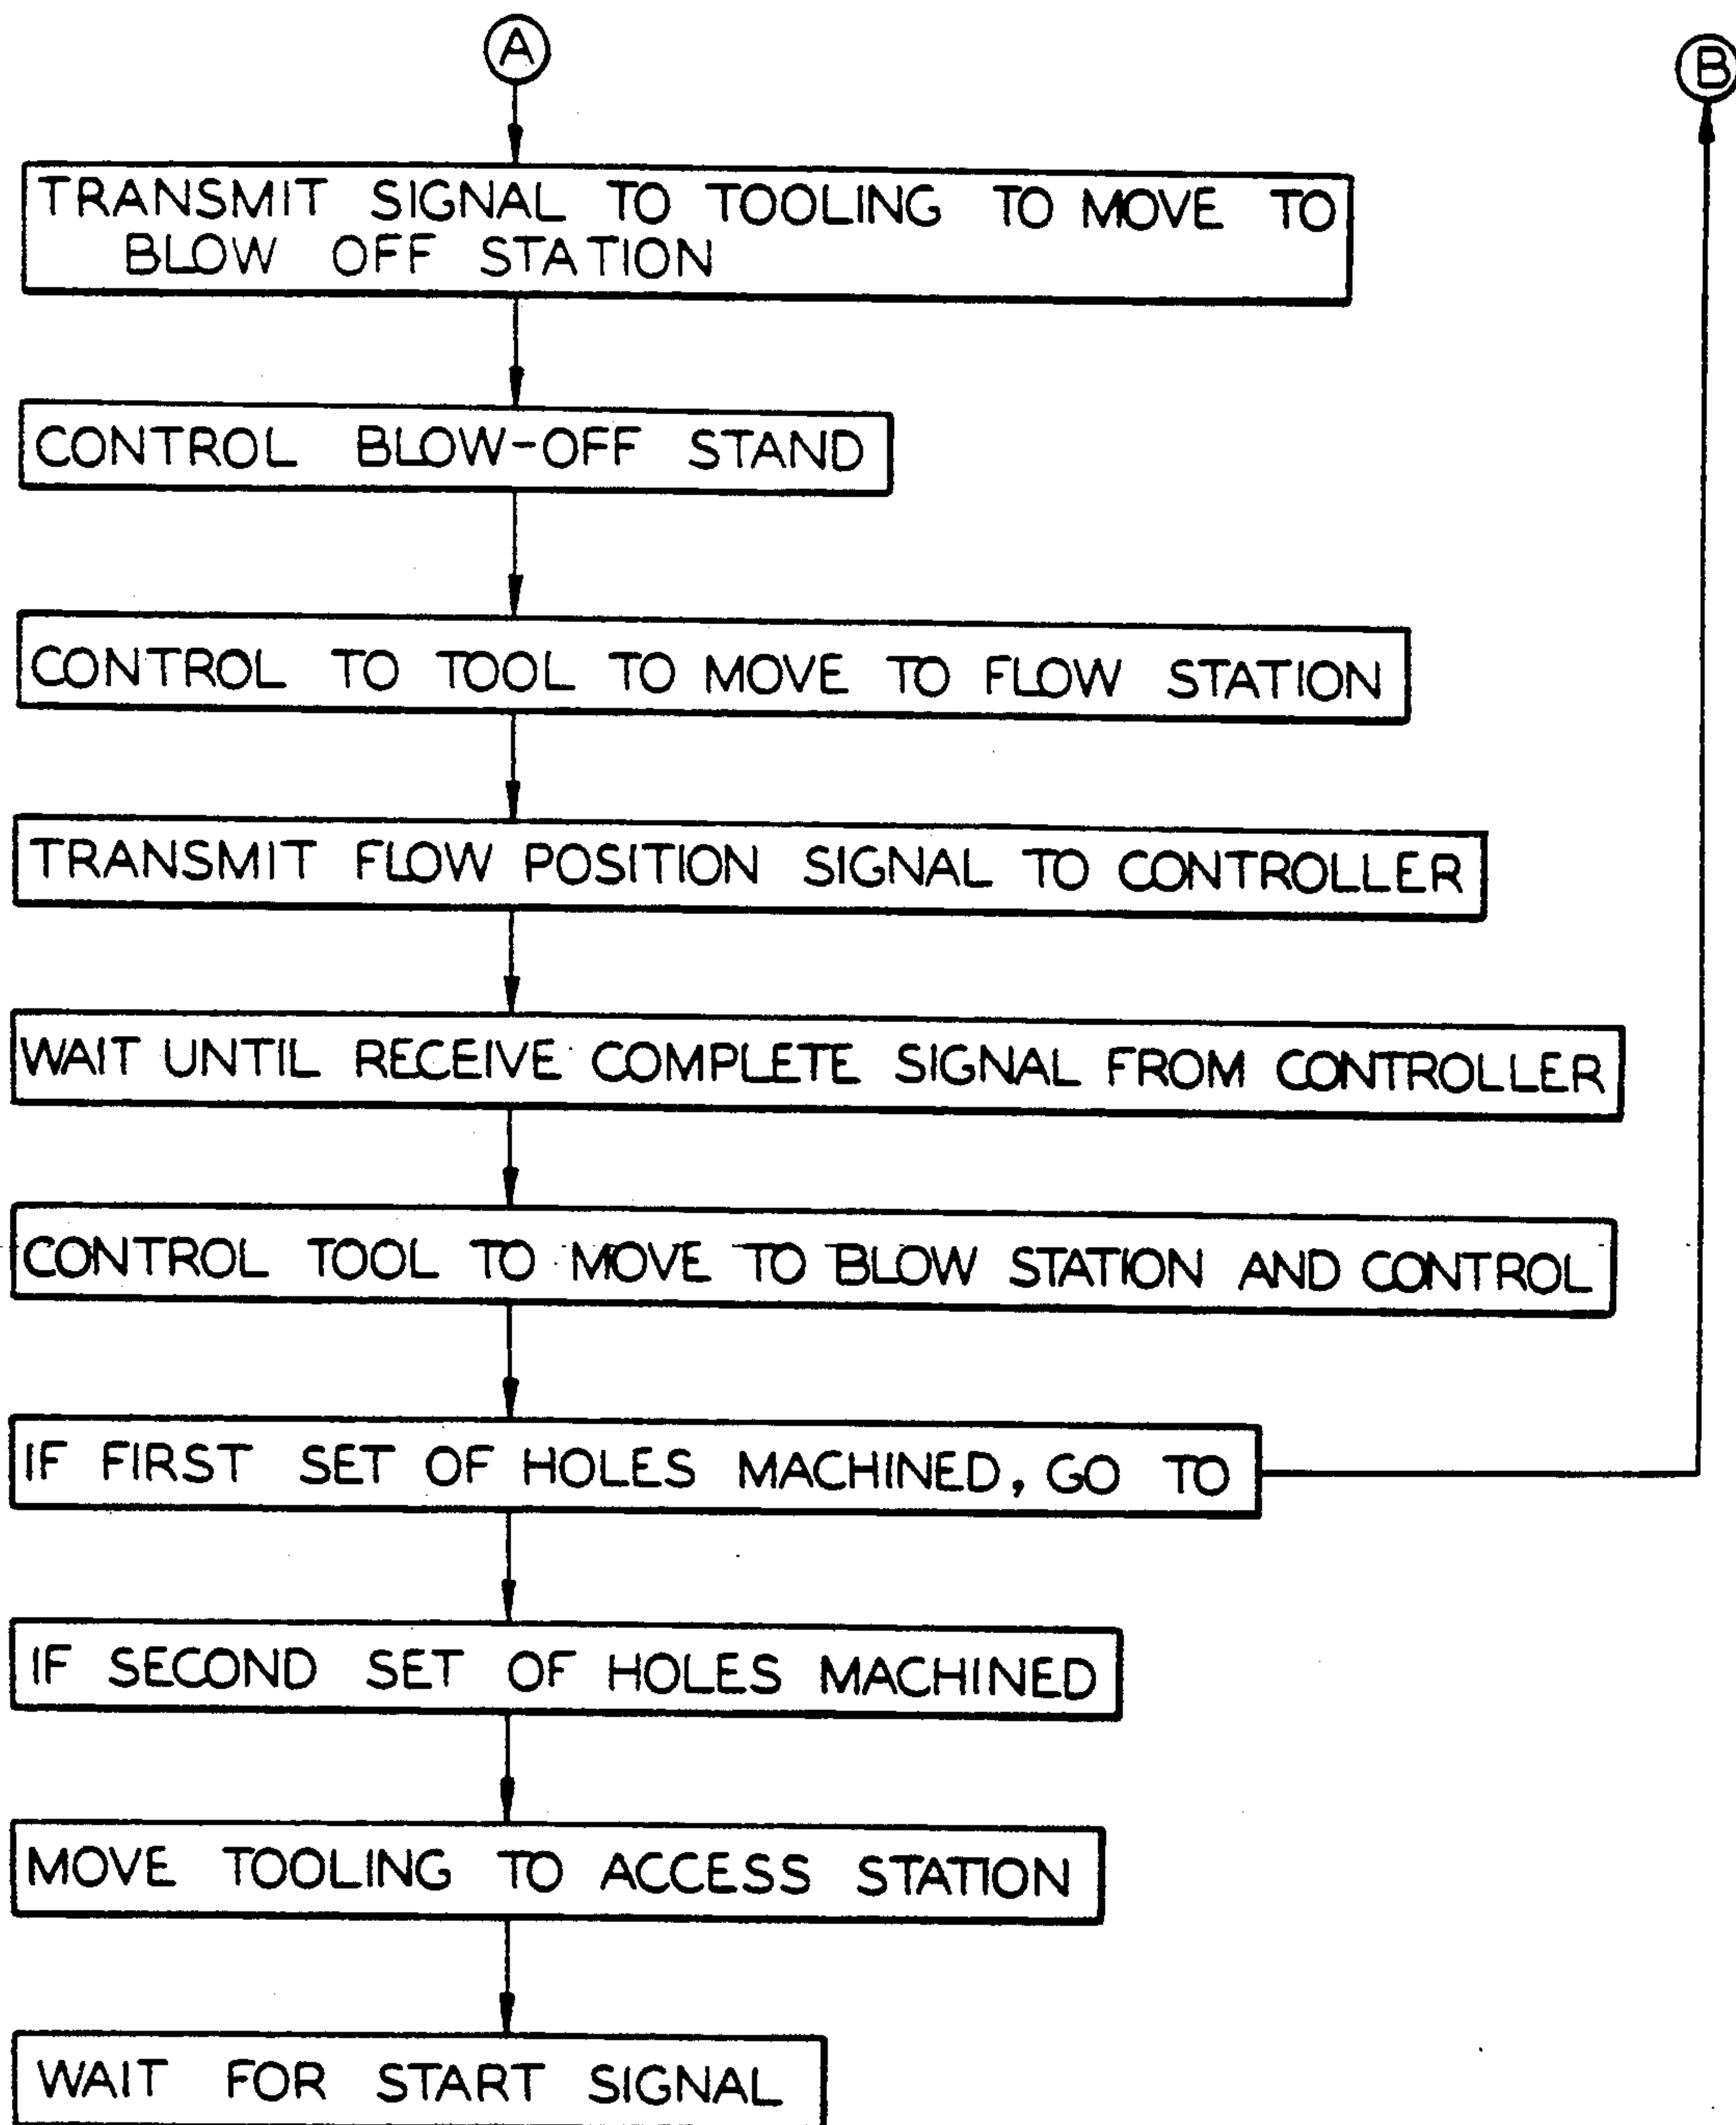 A
B
TRANSMIT SIGNAL TO TOOLING TO MOVE TO
BLOW OFF STATION
CONTROL BLOW-OFF STAND
CONTROL TO TOOL TO MOVE TO FLOW STATION
TRANSMIT FLOW POSITION SIGNAL TO CONTROLLER
WAIT UNTIL RECEIVE COMPLETE SIGNAL FROM CONTROLLER
CONTROL TOOL TO MOVE TO BLOW STATION AND CONTROL
IF FIRST SET OF HOLES MACHINED, GO TO
IF SECOND SET OF HOLES MACHINED
MOVE TOOLING TO ACCESS STATION
WAIT FOR START SIGNAL